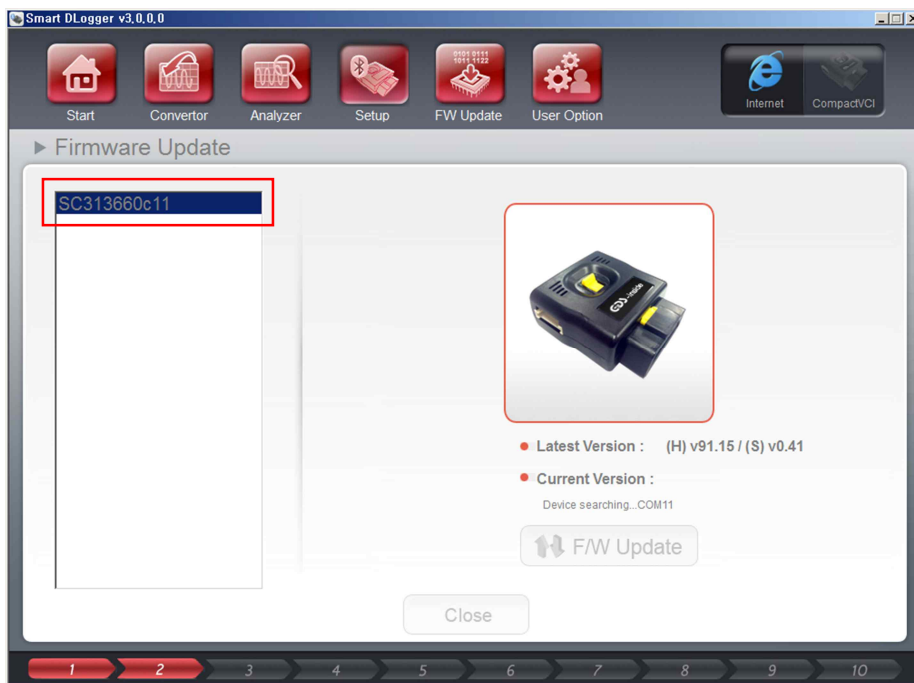 Smart DLogger v3,0,0,0
0101 0111
1011 1122
Start
Convertor
Analyzer
Setup
FW Update
User Option
Internet
CompactVCI
Firmware Update
SC313660c11
GDS-inside
Latest Version : (H) v91.15 / (S) v0.41
Current Version :
Device searching...COM11
F/W Update
Close
1 2 3 4 5 6 7 8 9 10